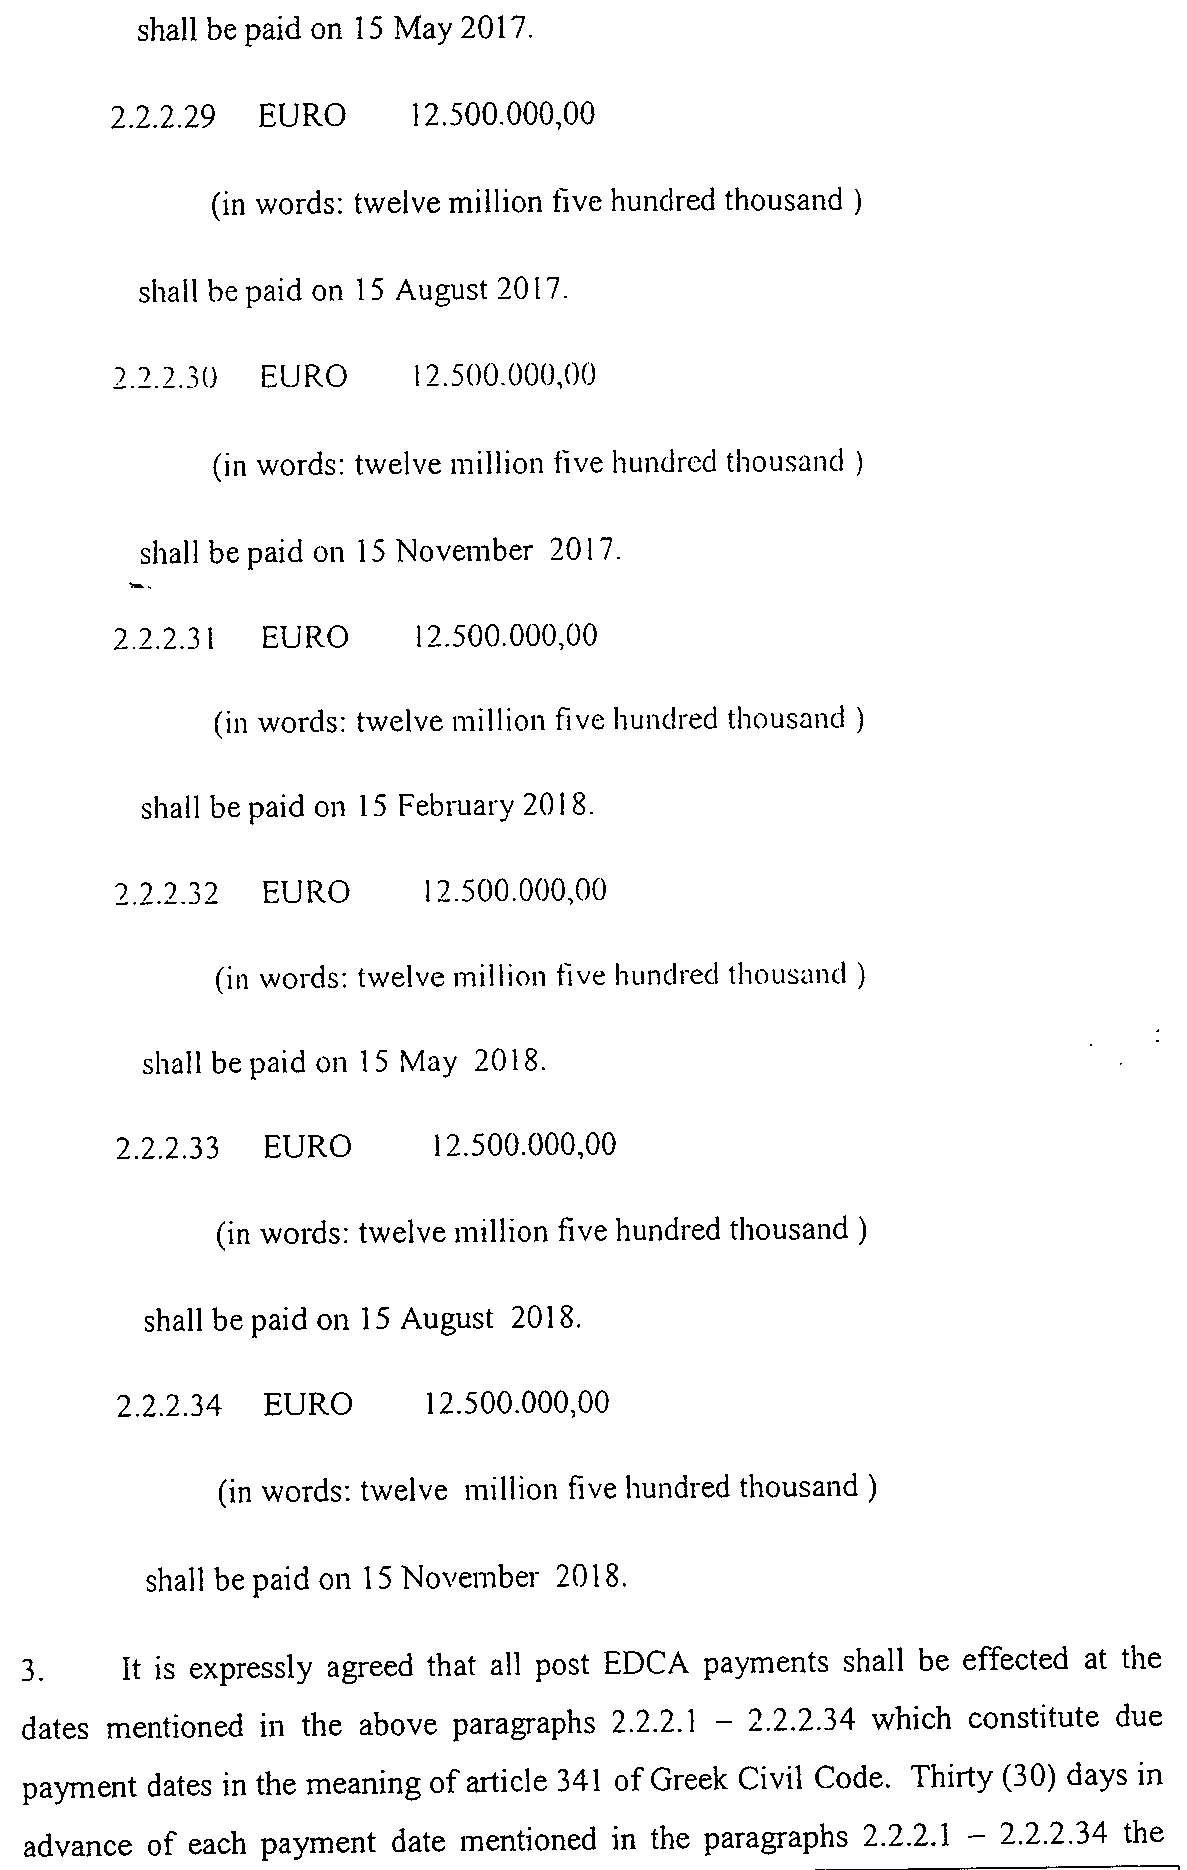 shall be paid on 15 May 2017.
2.2.2.29 EURO 12.500.000,00
(in words: twelve million five hundred thousand )
shall be paid on 15 August 2017.
2.2.2.30 EURO 12.500.000,00
(in words: twelve million five hundred thousand )
shall be paid on 15 November 2017.
2.2.2.31 EURO 12.500.000,00
(in words: twelve million five hundred thousand )
shall be paid on 15 February 2018.
2.2.2.32 EURO 12.500.000,00
(in words: twelve million five hundred thousand )
shall be paid on 15 May 2018.
2.2.2.33 EURO 12.500.000,00
(in words: twelve million five hundred thousand )
shall be paid on 15 August 2018.
2.2.2.34 EURO 12.500.000,00
(in words: twelve million five hundred thousand )
shall be paid on 15 November 2018.
3. It is expressly agreed that all post EDCA payments shall be effected at the
dates mentioned in the above paragraphs 2.2.2.1 – 2.2.2.34 which constitute due
payment dates in the meaning of article 341 of Greek Civil Code. Thirty (30) days in
advance of each payment date mentioned in the paragraphs 2.2.2.1 – 2.2.2.34 the